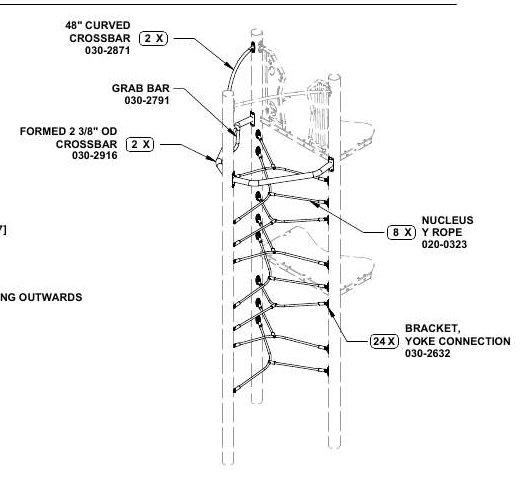 48" CURVED
CROSSBAR 2 X
030-2871
GRAB BAR
030-2791
FORMED 2 3/8" OD
CROSSBAR 2 X
030-2916
7]
NUCLEUS
8 X Y ROPE
020-0323
NG OUTWARDS
BRACKET,
24 X YOKE CONNECTION
030-2632